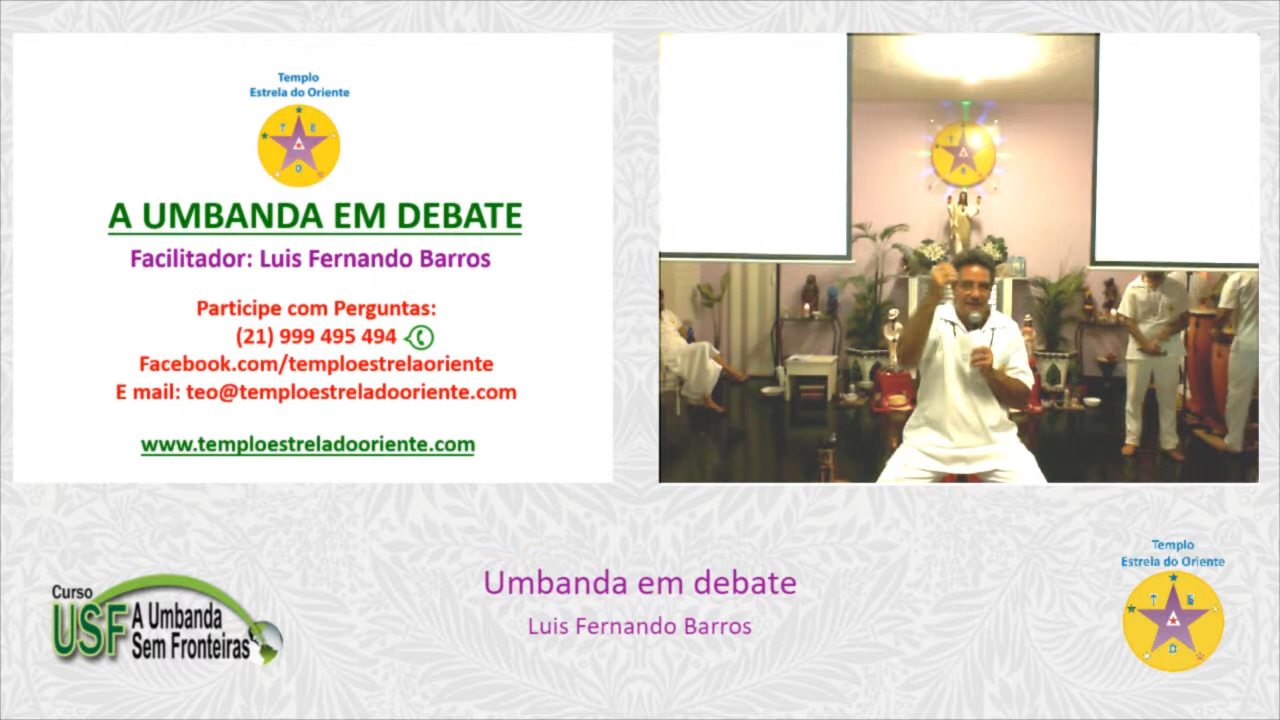 Templo
Estrela do Oriente
T E
O
A UMBANDA EM DEBATE
Facilitador: Luis Fernando Barros
Participe com Perguntas:
(21) 999 495 494
Facebook.com/temploestrelaoriente
E mail: teo@temploestreladooriente.com
www.temploestreladooriente.com
Umbanda em debate
Luis Fernando Barros
Curso
USF A Umbanda
Sem Fronteiras
Templo
Estrela do Oriente
T E
O